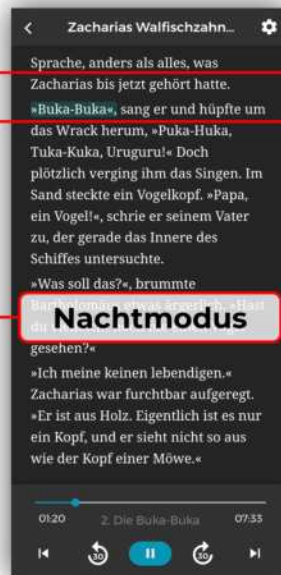 Zacharias Walfischzahn...
Sprache, anders als alles, was
Zacharias bis jetzt gehört hatte.
»Buka-Buka«, sang er und hüpfte um
das Wrack herum, »Puka-Huka,
Tuka-Kuka, Uruguru!« Doch
plötzlich verging ihm das Singen. Im
Sand steckte ein Vogelkopf. »Papa,
ein Vogel!«, schrie er seinem Vater
zu, der gerade das Innere des
Schiffes untersuchte.
»Was soll das?«, brummte
Bartholomäus etwas ärgerlich. »Hast
Nachtmodus
gesehen?«
»Ich meine keinen lebendigen.«
Zacharias war furchtbar aufgeregt.
»Er ist aus Holz. Eigentlich ist es nur
ein Kopf, und er sieht nicht so aus
wie der Kopf einer Möwe.«
01:20 2. Die Buka-Buka 07:33
30 30